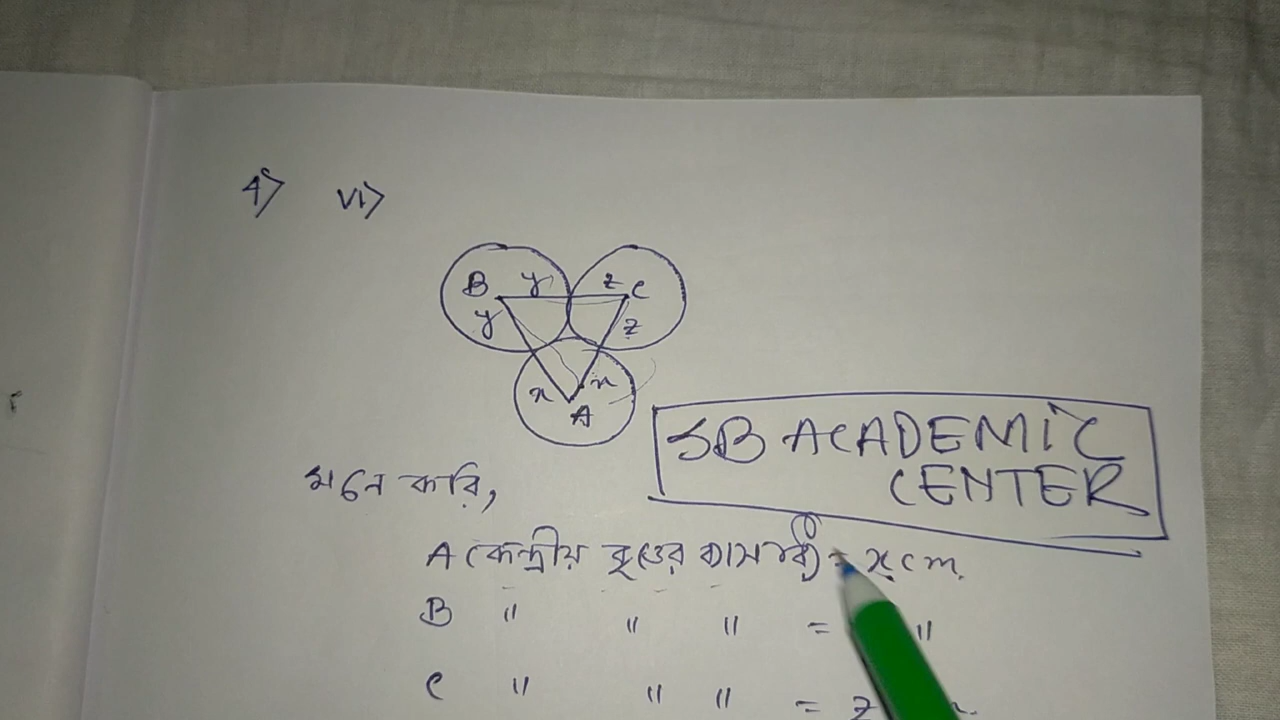 4) vi)
B y z C
y z
x x
A
SB ACADEMIC
CENTER
মনে করি,
A কেন্দ্রীয় বৃত্তের ব্যাসার্ধ = x cm.
B " " " = "
C " " " = z